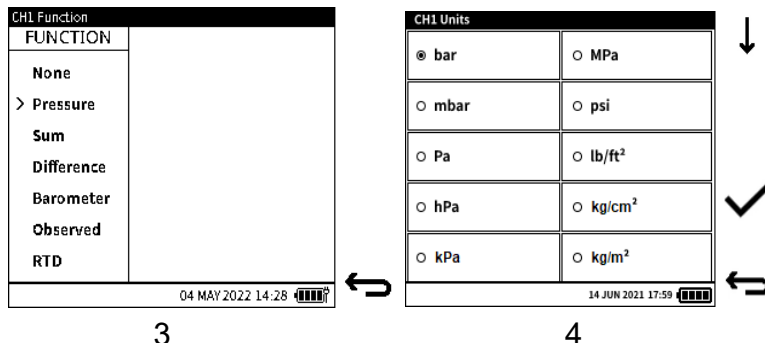 CH1 Function
FUNCTION
None
> Pressure
Sum
Difference
Barometer
Observed
RTD
04 MAY 2022 14:28
3
CH1 Units
bar
MPa
mbar
psi
Pa
lb/ft²
hPa
kg/cm²
kPa
kg/m²
14 JUN 2021 17:59
4